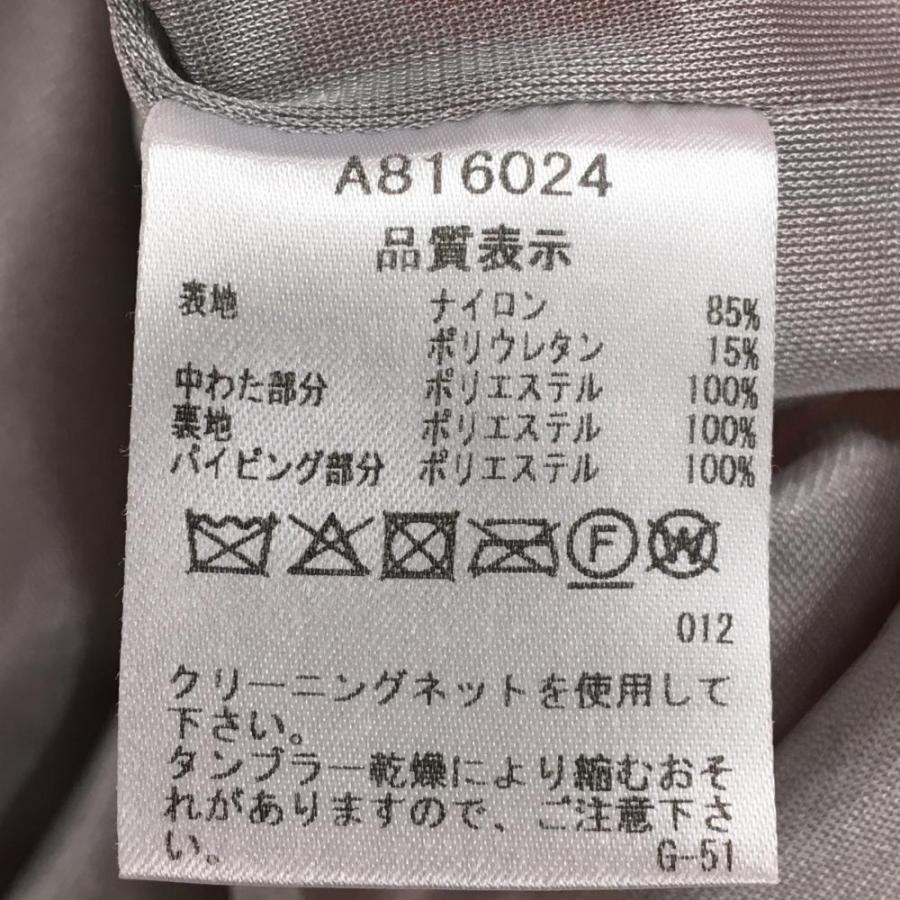 A816024
品質表示
表地 ナイロン 85%
ポリウレタン 15%
中わた部分 ポリエステル 100%
裏地 ポリエステル 100%
パイピング部分 ポリエステル 100%
F W
012
クリーニングネットを使用して
下さい。
タンブラー乾燥により縮むおそ
れがありますので、ご注意下さ
い。 G-51